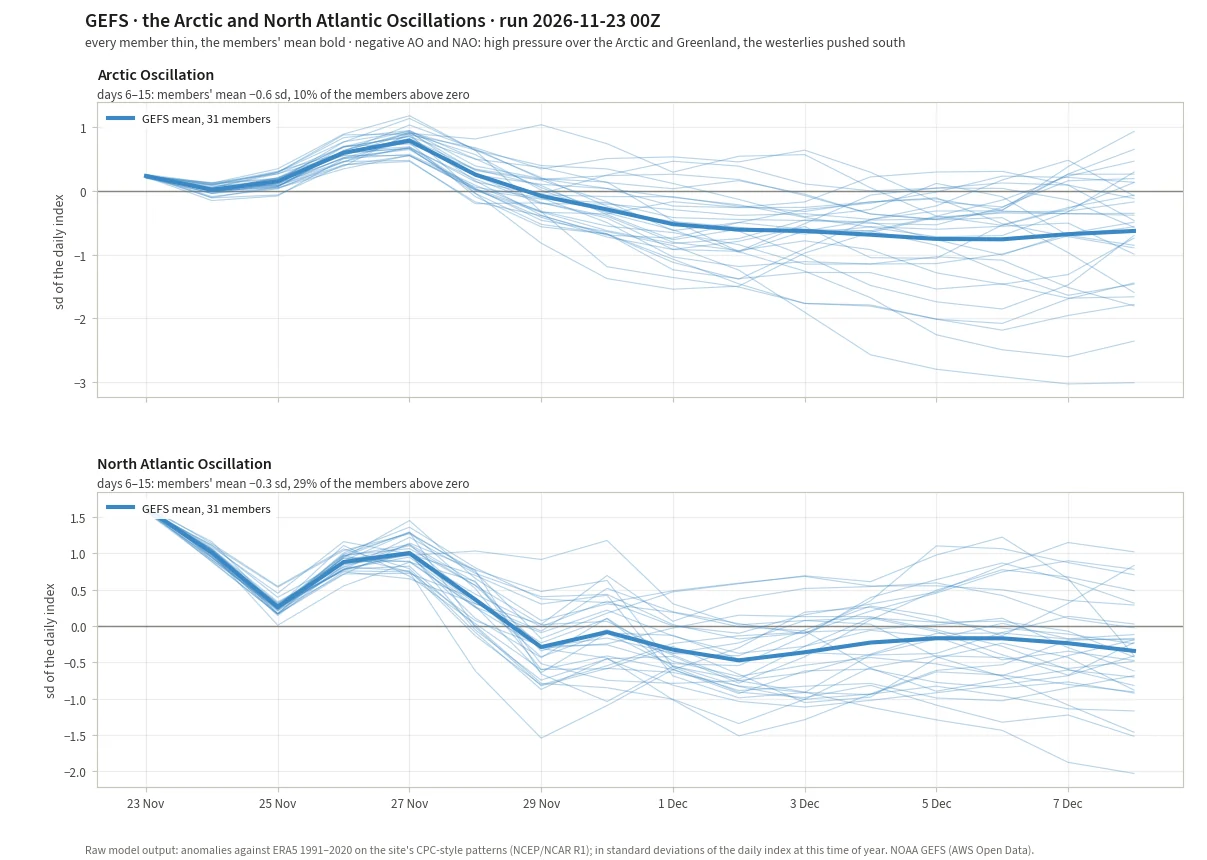 GEFS · the Arctic and North Atlantic Oscillations · run 2026-11-23 00Z
every member thin, the members' mean bold · negative AO and NAO: high pressure over the Arctic and Greenland, the westerlies pushed south
Arctic Oscillation
days 6–15: members' mean −0.6 sd, 10% of the members above zero
GEFS mean, 31 members
1
0
−1
−2
−3
sd of the daily index
North Atlantic Oscillation
days 6–15: members' mean −0.3 sd, 29% of the members above zero
GEFS mean, 31 members
1.5
1.0
0.5
0.0
−0.5
−1.0
−1.5
−2.0
sd of the daily index
23 Nov 25 Nov 27 Nov 29 Nov 1 Dec 3 Dec 5 Dec 7 Dec
Raw model output: anomalies against ERA5 1991–2020 on the site's CPC-style patterns (NCEP/NCAR R1); in standard deviations of the daily index at this time of year. NOAA GEFS (AWS Open Data).